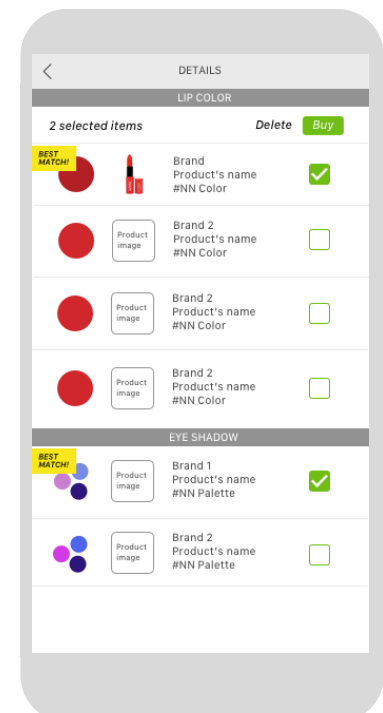 DETAILS
LIP COLOR
2 selected items Delete Buy
BEST
MATCH!
Brand
Product's name
#NN Color
Product
image
Brand 2
Product's name
#NN Color
Product
image
Brand 2
Product's name
#NN Color
Product
image
Brand 2
Product's name
#NN Color
EYE SHADOW
BEST
MATCH!
Product
image
Brand 1
Product's name
#NN Palette
Product
image
Brand 2
Product's name
#NN Palette